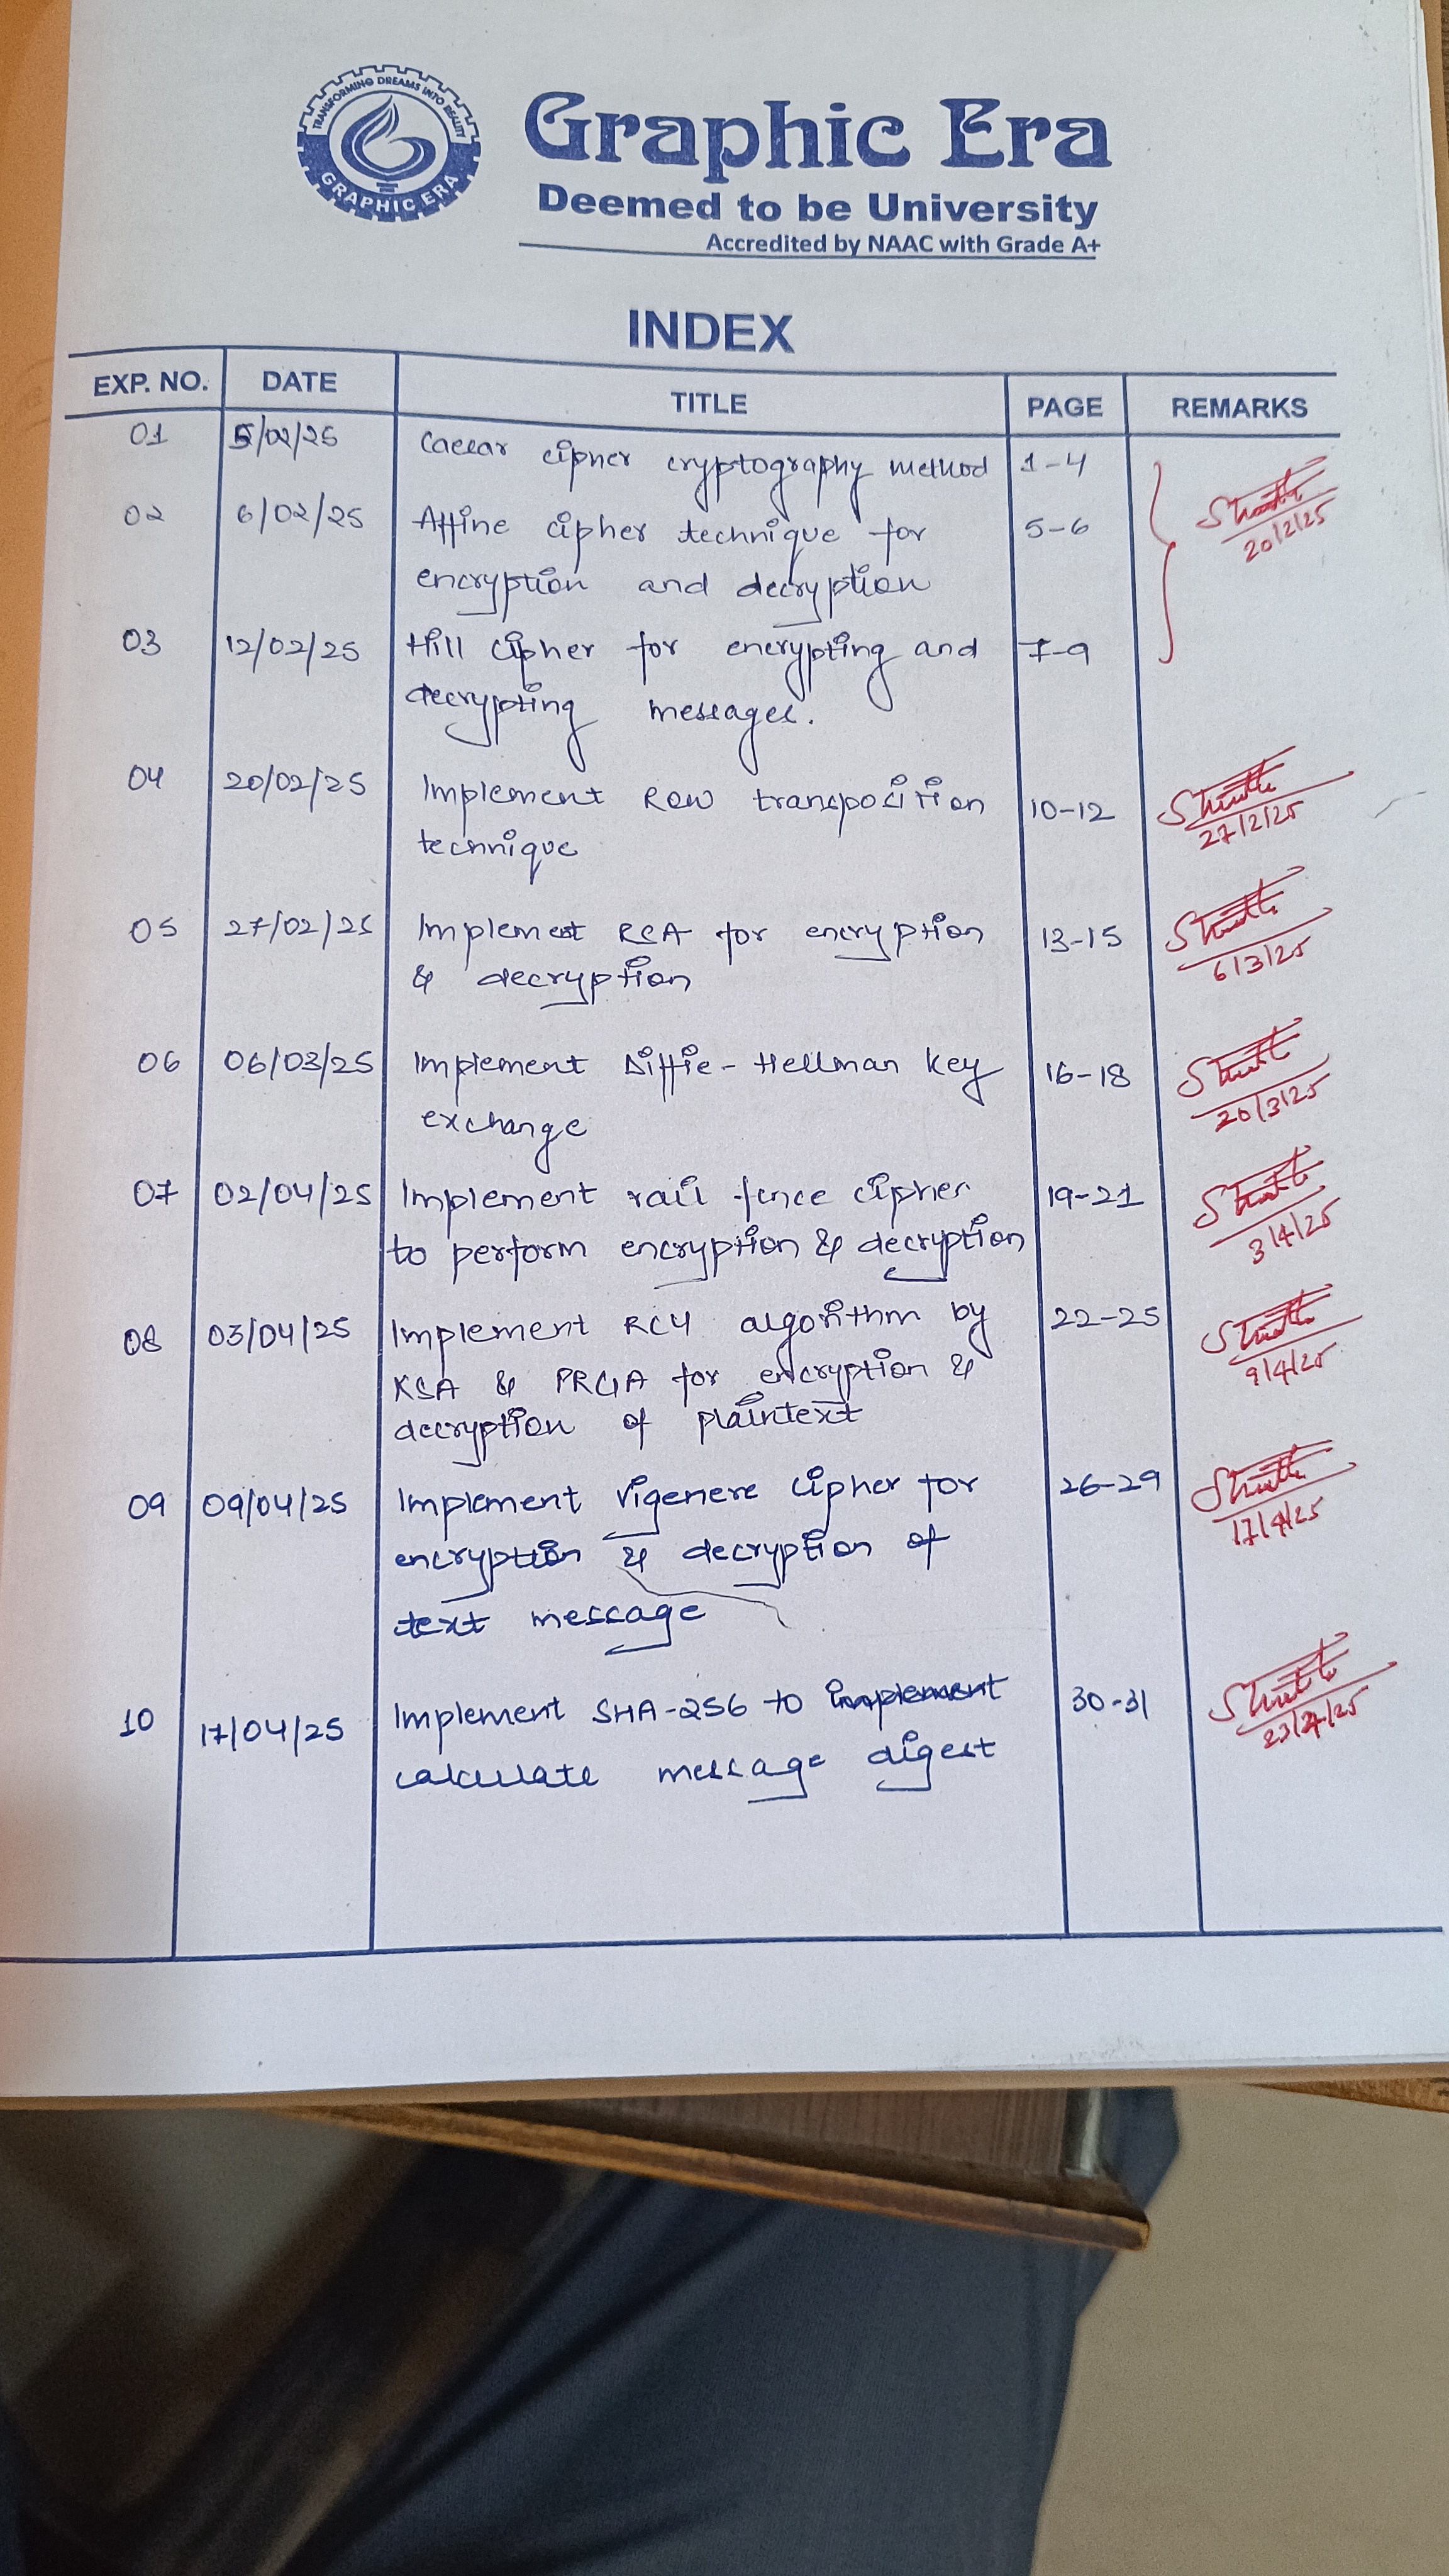 TRANSFORMING DREAMS INTO REALITY
GRAPHIC ERA
Graphic Era
Deemed to be University
Accredited by NAAC with Grade A+
INDEX
EXP. NO. DATE TITLE PAGE REMARKS
01 5/02/25 Caesar cipher cryptography method 1-4
20/2/25
02 6/02/25 Affine cipher technique for 5-6
encryption and decryption
03 12/02/25 Hill cipher for encrypting and 7-9
decrypting messages.
04 20/02/25 Implement Row transposition 10-12
technique
27/2/25
05 27/02/25 Implement RSA for encryption 13-15
& decryption
6/3/25
06 06/03/25 Implement Diffie-Hellman key 16-18
exchange
20/3/25
07 02/04/25 Implement rail fence cipher 19-21
to perform encryption & decryption
3/4/25
08 03/04/25 Implement RC4 algorithm by 22-25
KSA & PRGA for encryption &
decryption of plaintext
9/4/25
09 09/04/25 Implement Vigenere cipher for 26-29
encryption & decryption of
text message
17/4/25
10 17/04/25 Implement SHA-256 to implement 30-31
calculate message digest
23/4/25